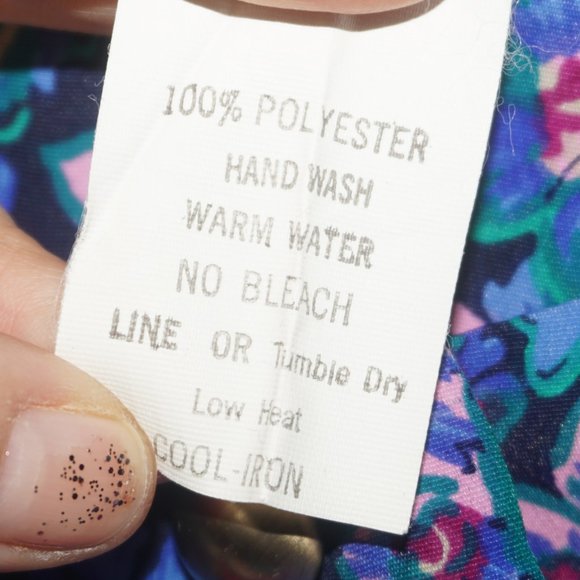 100% POLYESTER
HAND WASH
WARM WATER
NO BLEACH
LINE OR Tumble Dry
Low Heat
COOL-IRON